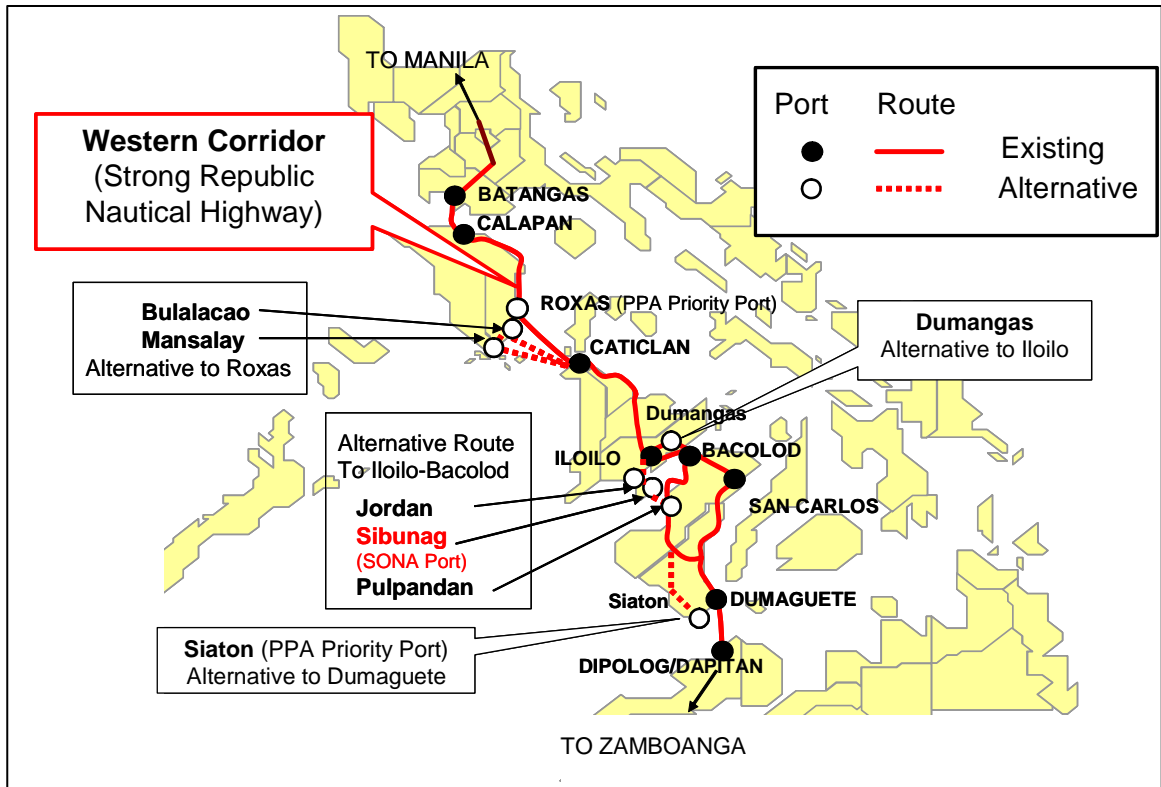 TO MANILA
Port Route
Existing
Alternative
Western Corridor
(Strong Republic
Nautical Highway)
BATANGAS
CALAPAN
ROXAS (PPA Priority Port)
Bulalacao
Mansalay
Alternative to Roxas
Dumangas
Alternative to Iloilo
CATICLAN
Dumangas
Alternative Route
To Iloilo-Bacolod
Jordan
Sibunag
(SONA Port)
Pulpandan
ILOILO
BACOLOD
SAN CARLOS
Siaton
DUMAGUETE
Siaton (PPA Priority Port)
Alternative to Dumaguete
DIPOLOG/DAPITAN
TO ZAMBOANGA